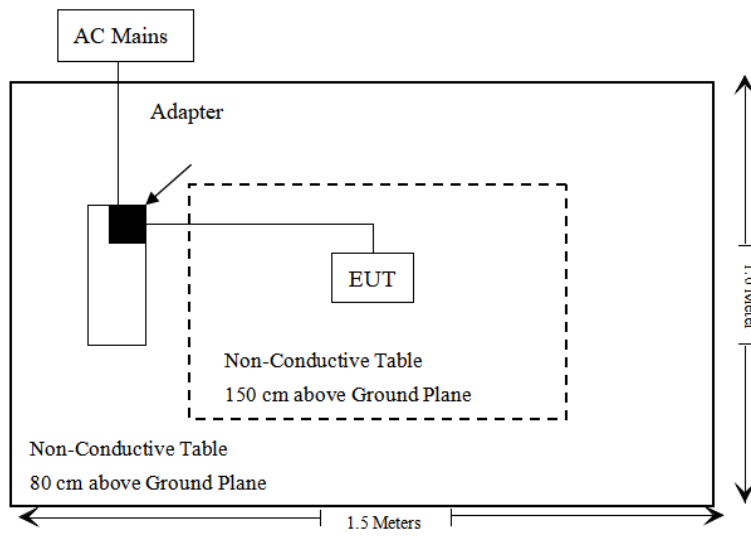 AC Mains
Adapter
EUT
Non-Conductive Table
150 cm above Ground Plane
Non-Conductive Table
80 cm above Ground Plane
1.5 Meters